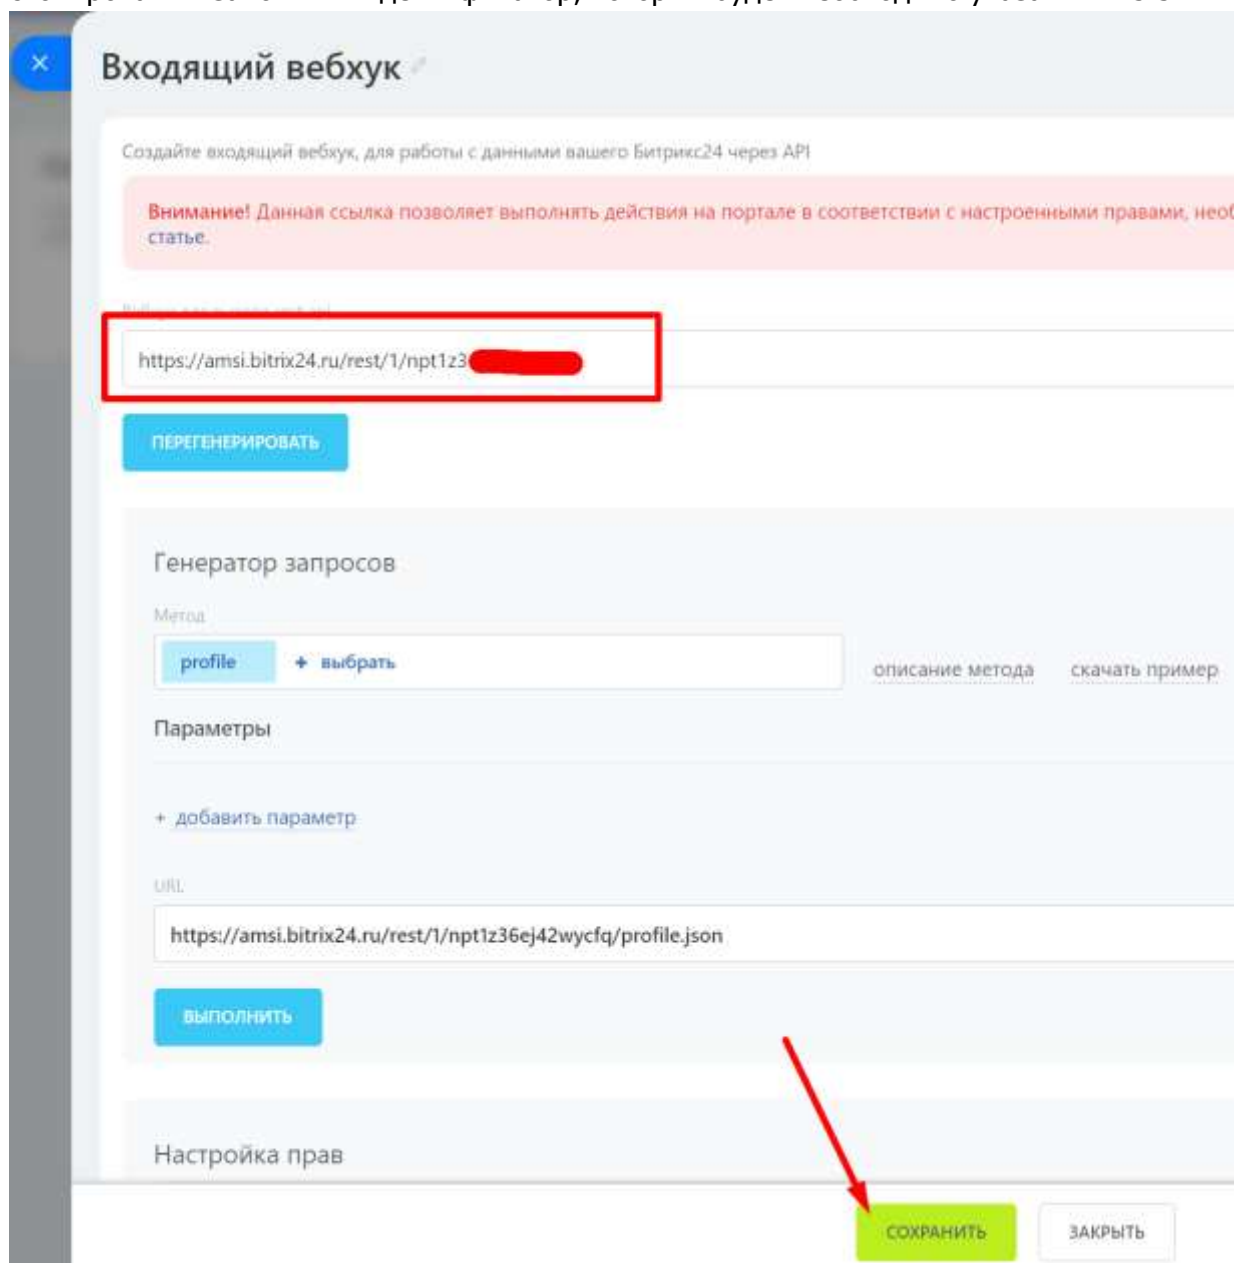 Входящий вебхук
Создайте входящий вебхук, для работы с данными вашего Битрикс24 через API
Внимание! Данная ссылка позволяет выполнять действия на портале в соответствии с настроенными правами, необ
статье.
https://amsi.bitrix24.ru/rest/1/npt1z3
ПЕРЕГЕНЕРИРОВАТЬ
Генератор запросов
Метод
profile + выбрать описание метода скачать пример
Параметры
+ добавить параметр
URL
https://amsi.bitrix24.ru/rest/1/npt1z36ej42wycfq/profile.json
ВЫПОЛНИТЬ
Настройка прав
СОХРАНИТЬ ЗАКРЫТЬ